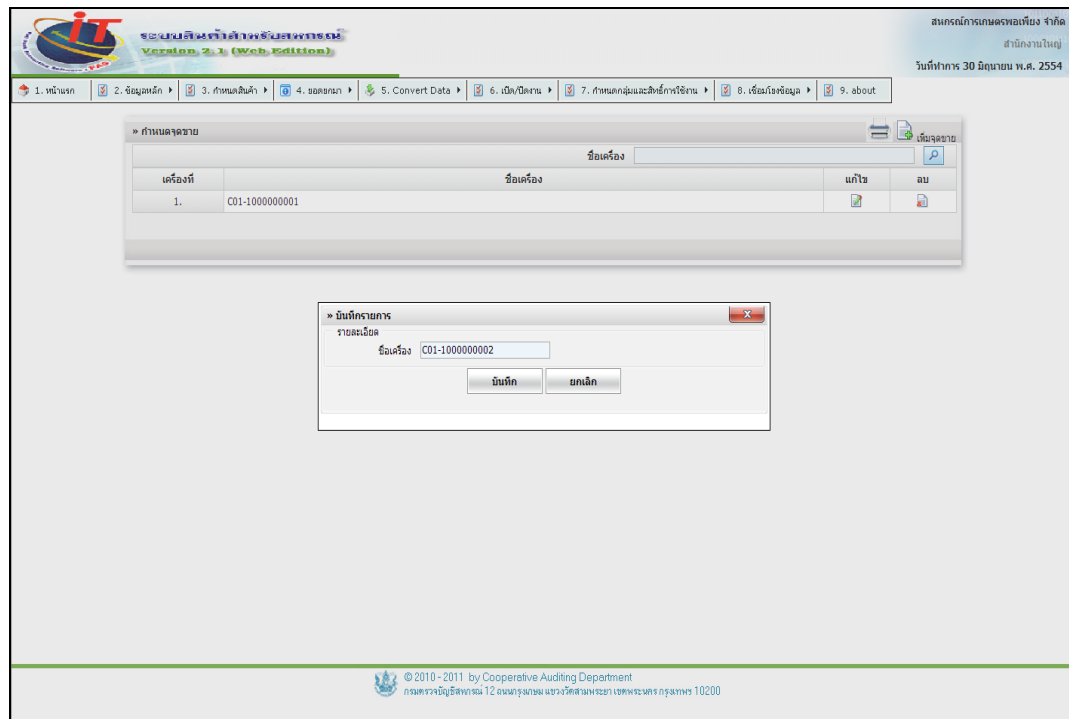 iT
ระบบสินค้าสำหรับสหกรณ์
Version 2.1 (Web Edition)
สหกรณ์การเกษตรพอเพียง จำกัด
สำนักงานใหญ่
วันที่ทำการ 30 มิถุนายน พ.ศ. 2554
1. หน้าแรก 2. ข้อมูลหลัก 3. กำหนดสินค้า 4. ยอดยกมา 5. Convert Data 6. เปิด/ปิดงาน 7. กำหนดกลุ่มและสิทธิ์การใช้งาน 8. เชื่อมโยงข้อมูล 9. about
» กำหนดจุดขาย
เพิ่มจุดขาย
ชื่อเครื่อง
เครื่องที่ ชื่อเครื่อง แก้ไข ลบ
1. C01-1000000001
» บันทึกรายการ
X
รายละเอียด
ชื่อเครื่อง C01-1000000002
บันทึก ยกเลิก
© 2010 - 2011 by Cooperative Auditing Department
กรมตรวจบัญชีสหกรณ์ 12 ถนนกรุงเกษม แขวงวัดสามพระยา เขตพระนคร กรุงเทพฯ 10200